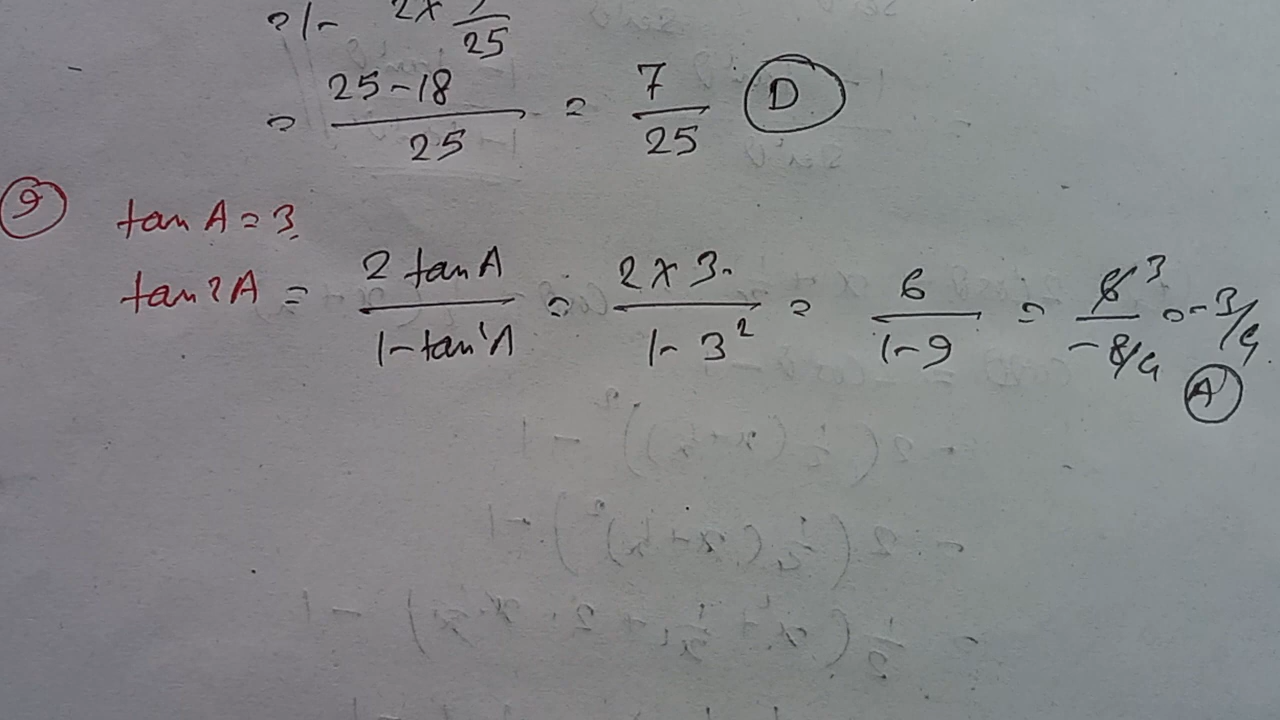 = 1 - 2 x 9/25
= 25-18/25 = 7/25 D
9 tan A = 3
tan 2A = 2 tan A/1-tan²A = 2 x 3/1-3² = 6/1-9 = 6 3/-8/4 = -3/4
A